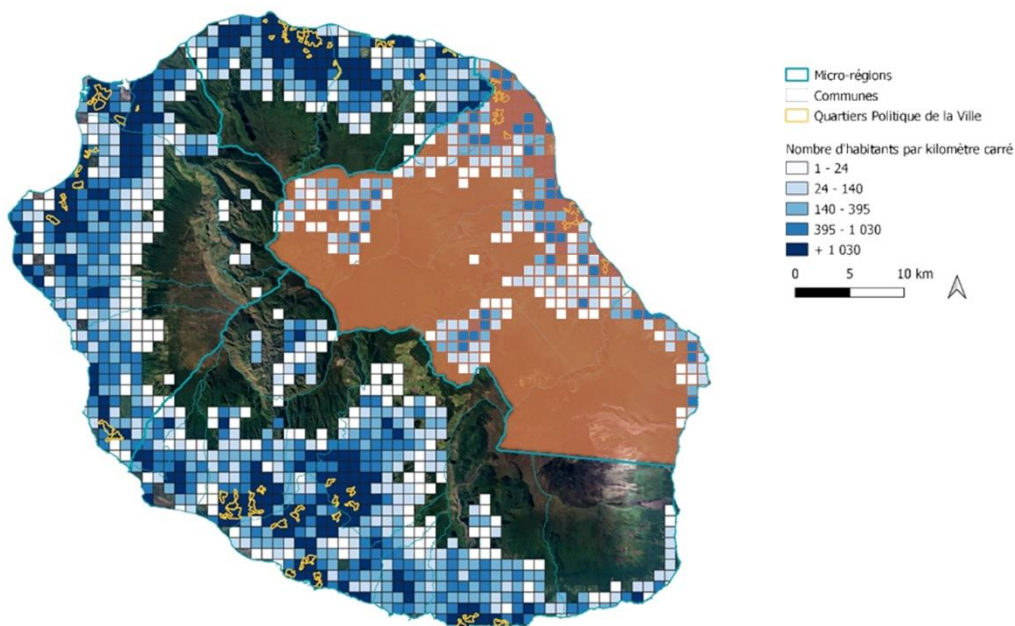 Micro-régions
Communes
Quartiers Politique de la Ville
Nombre d'habitants par kilomètre carré
1 - 24
24 - 140
140 - 395
395 - 1 030
+ 1 030
0 5 10 km